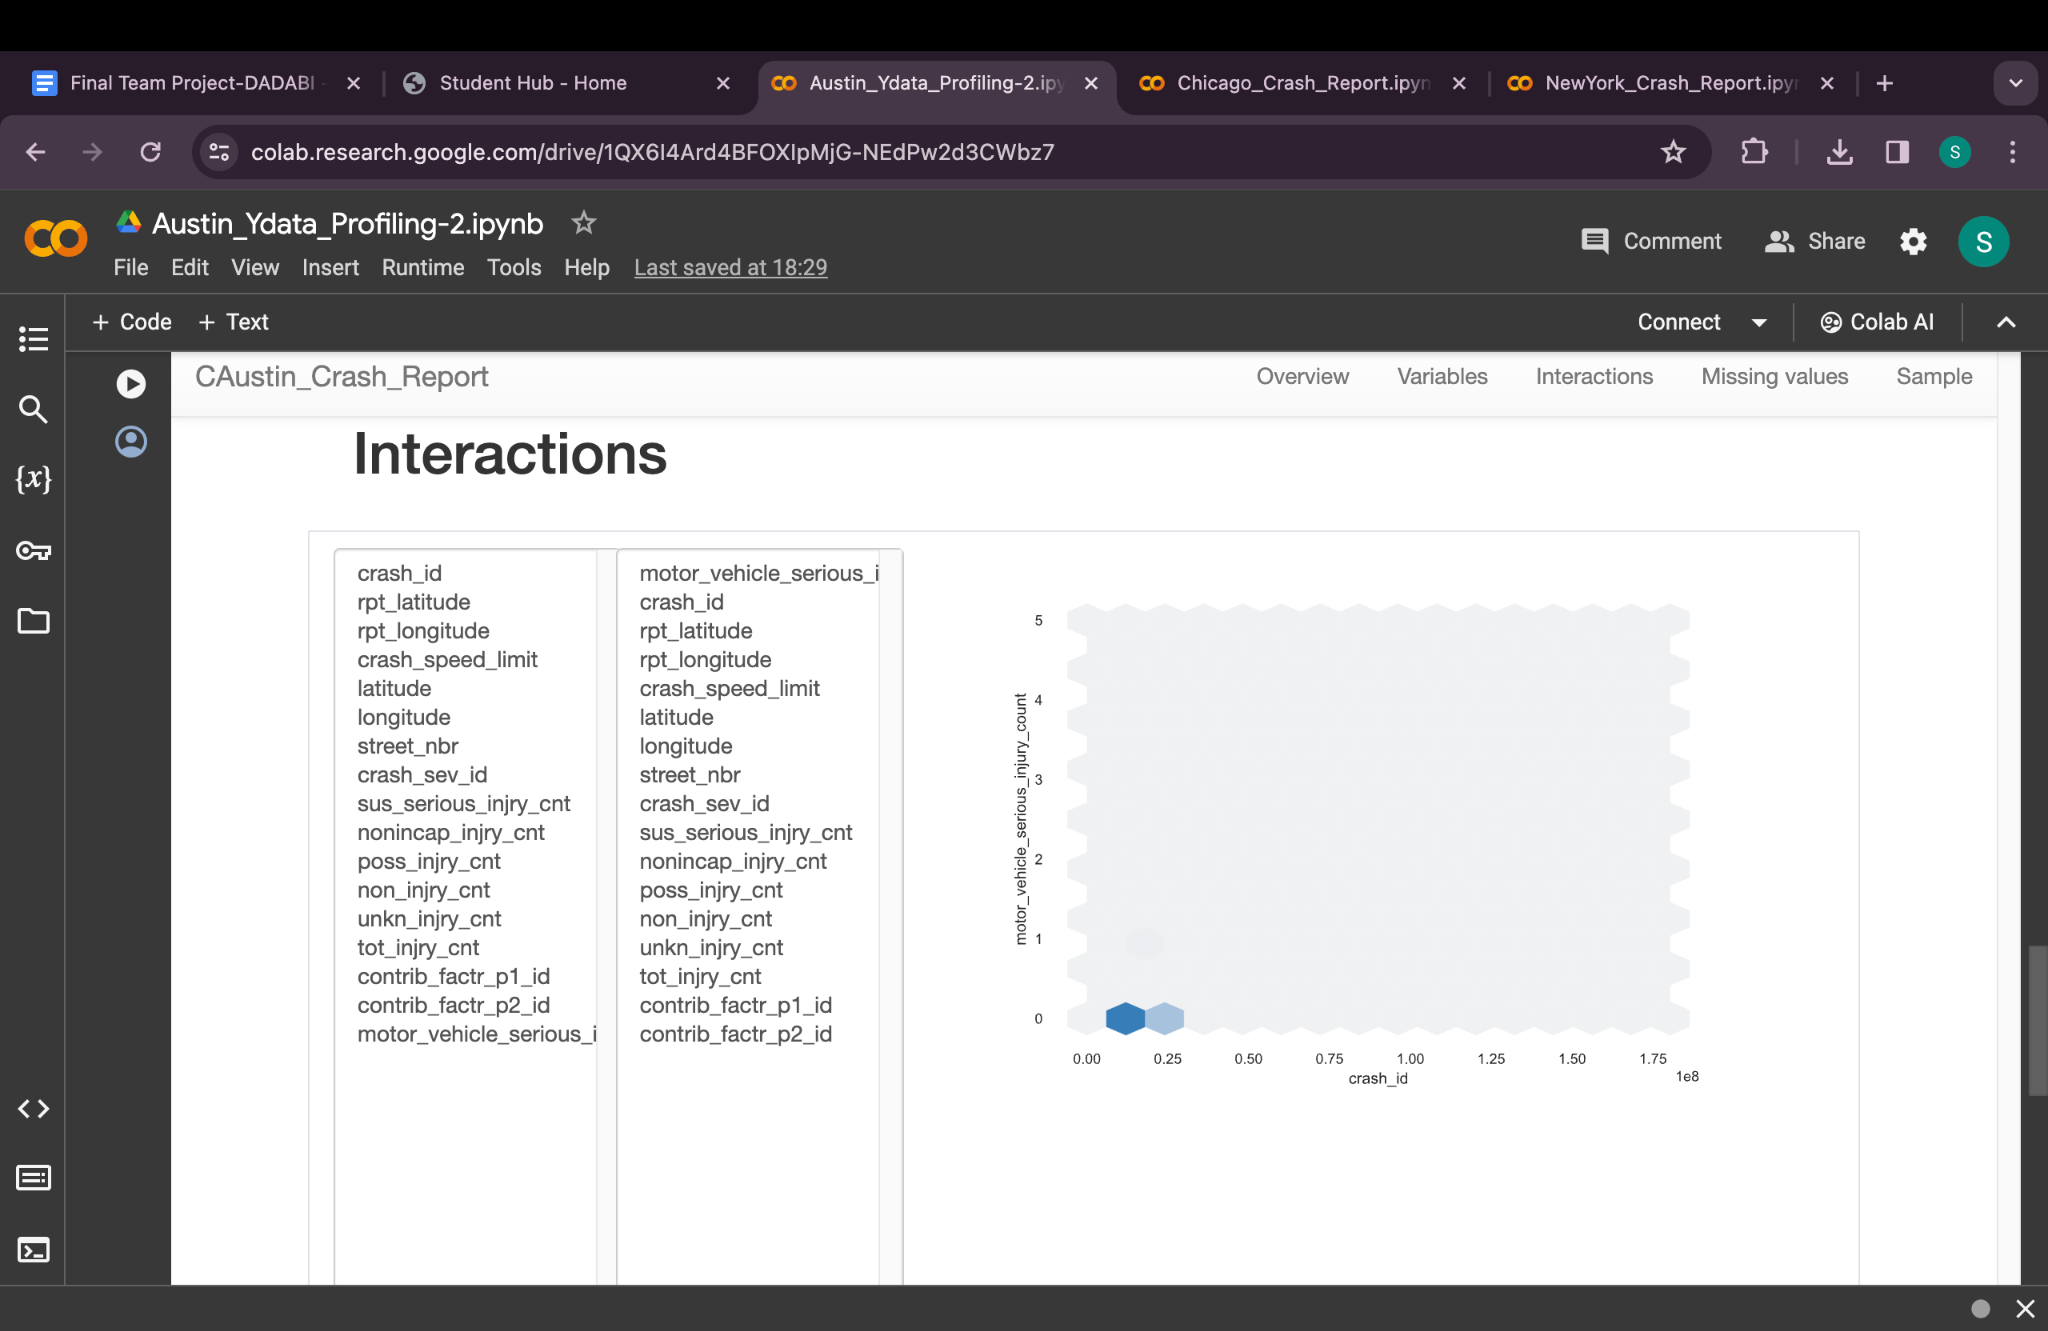 Final Team Project-DADABI
Student Hub - Home
Austin_Ydata_Profiling-2.ipy
Chicago_Crash_Report.ipyn
NewYork_Crash_Report.ipyn
colab.research.google.com/drive/1QX6I4Ard4BFOXIpMjG-NEdPw2d3CWbz7
S
Austin_Ydata_Profiling-2.ipynb
Comment
Share
S
File Edit View Insert Runtime Tools Help Last saved at 18:29
+ Code + Text
Connect
Colab AI
CAustin_Crash_Report
Overview Variables Interactions Missing values Sample
{x}
Interactions
crash_id
rpt_latitude
rpt_longitude
crash_speed_limit
latitude
longitude
street_nbr
crash_sev_id
sus_serious_injry_cnt
nonincap_injry_cnt
poss_injry_cnt
non_injry_cnt
unkn_injry_cnt
tot_injry_cnt
contrib_factr_p1_id
contrib_factr_p2_id
motor_vehicle_serious_i
motor_vehicle_serious_i
crash_id
rpt_latitude
rpt_longitude
crash_speed_limit
latitude
longitude
street_nbr
crash_sev_id
sus_serious_injry_cnt
nonincap_injry_cnt
poss_injry_cnt
non_injry_cnt
unkn_injry_cnt
tot_injry_cnt
contrib_factr_p1_id
contrib_factr_p2_id
motor_vehicle_serious_injury_count
5
4
3
2
1
0
0.00 0.25 0.50 0.75 1.00 1.25 1.50 1.75
crash_id
1e8